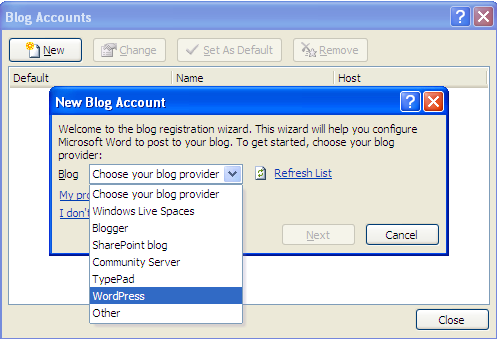 Blog Accounts
New
Change
Set As Default
Remove
Default Name Host
New Blog Account
Welcome to the blog registration wizard. This wizard will help you configure
Microsoft Word to post to your blog. To get started, choose your blog
provider:
Blog Choose your blog provider Refresh List
My pro
I don't
Choose your blog provider
Windows Live Spaces
Blogger
SharePoint blog
Community Server
TypePad
WordPress
Other
Next Cancel
Close